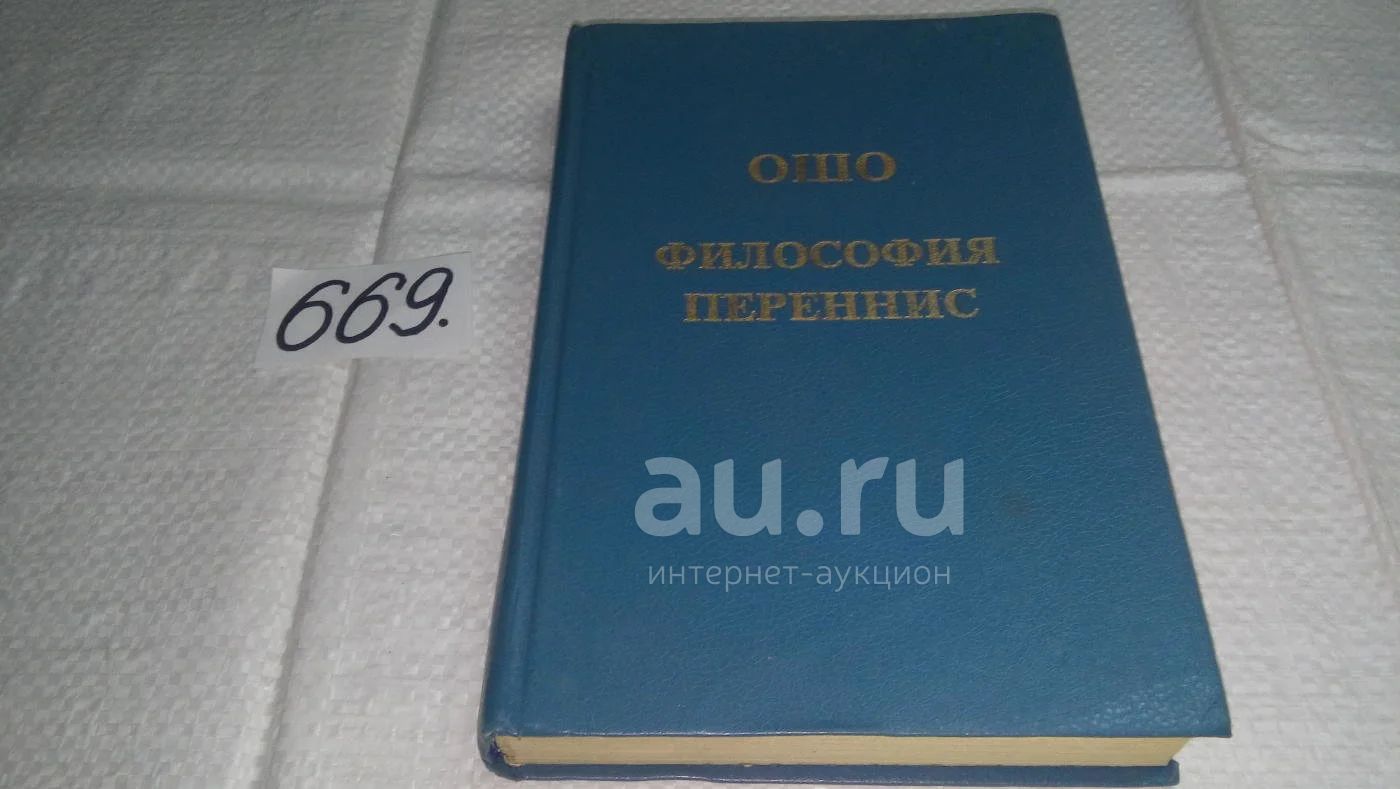 ОШО
ФИЛОСОФИЯ
ПЕРЕННИС
669.
au.ru
интернет-аукцион